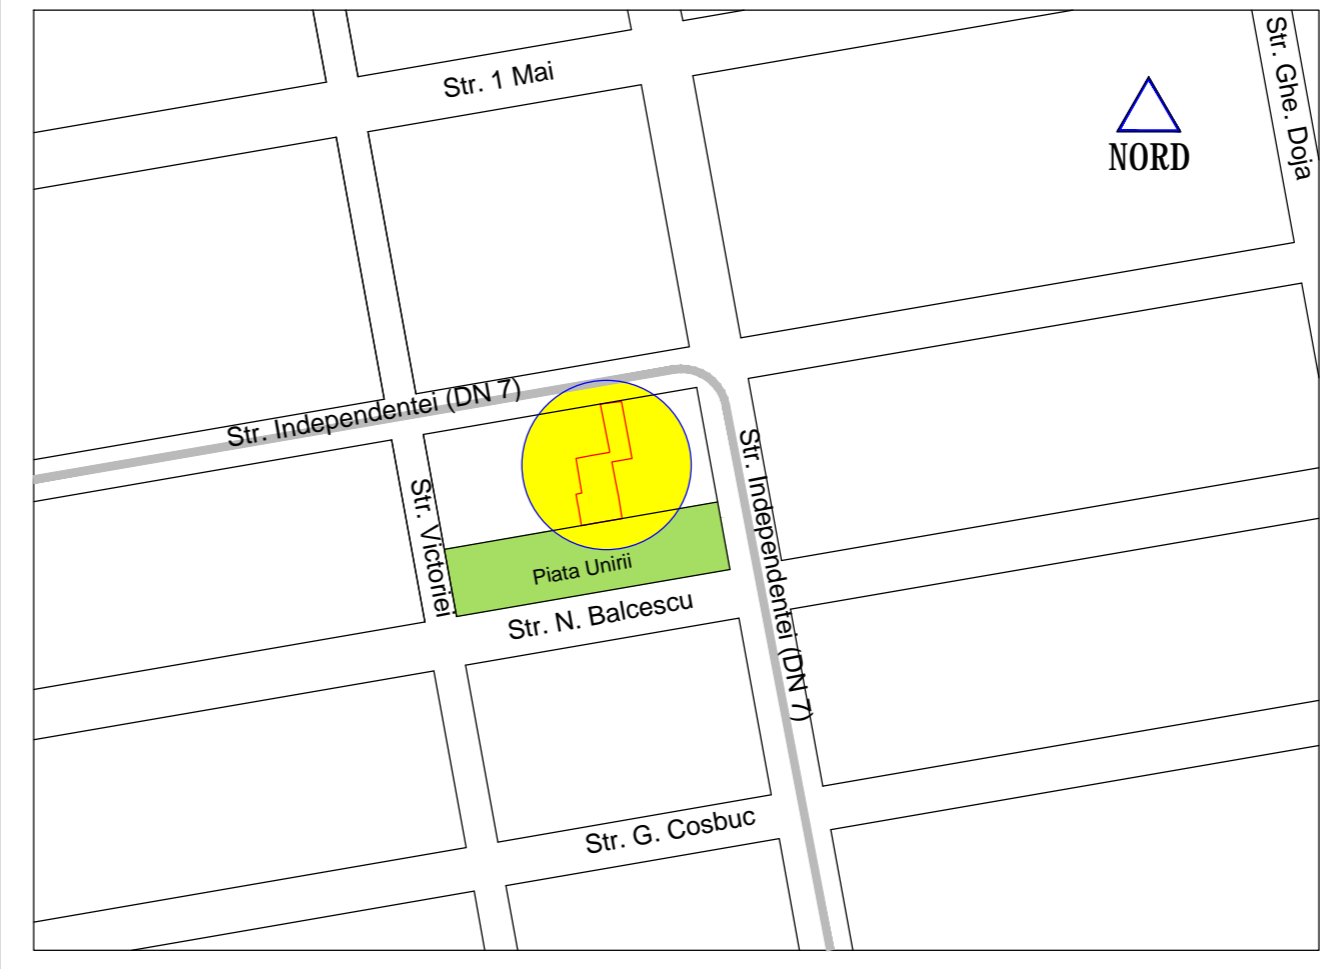 Str. Ghe. Doja
Str. 1 Mai
NORD
Str. Independentei (DN 7)
Str. Victoriei
Str. Independentei (DN 7)
Piata Unirii
Str. N. Balcescu
Str. G. Cosbuc